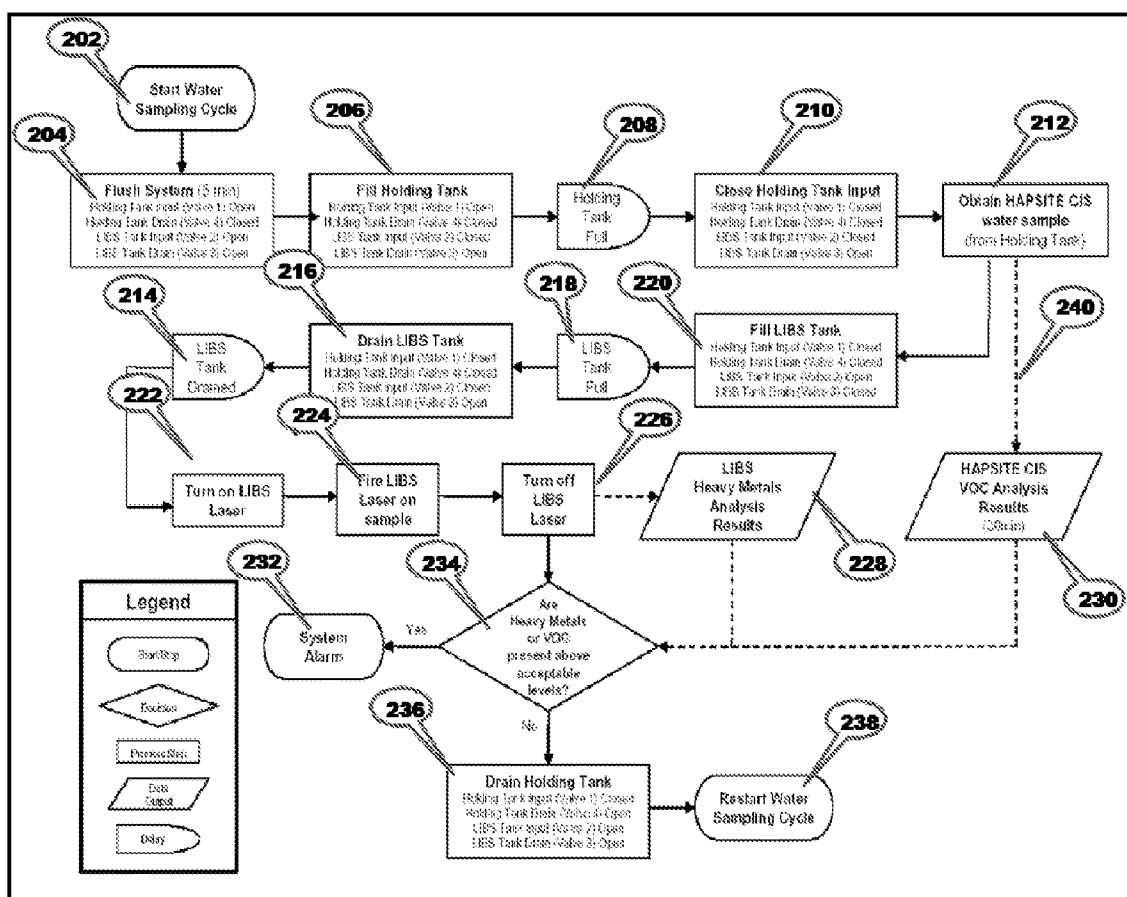 202
Start Water
Sampling Cycle
204
206
208
210
212
Flush System (5 min)
Holding Tank Input (Valve 1) Open
Holding Tank Drain (Valve 4) Closed
LIBS Tank Input (Valve 2) Open
LIBS Tank Drain (Valve 3) Open
Fill Holding Tank
Holding Tank Input (Valve 1) Open
Holding Tank Drain (Valve 4) Closed
LIBS Tank Input (Valve 2) Closed
LIBS Tank Drain (Valve 3) Open
Holding
Tank
Full
Close Holding Tank Input
Holding Tank Input (Valve 1) Closed
Holding Tank Drain (Valve 4) Closed
LIBS Tank Input (Valve 2) Closed
LIBS Tank Drain (Valve 3) Open
Obtain HAPSITE CIS
water sample
(from Holding Tank)
214
216
218
220
240
LIBS
Tank
Drained
Drain LIBS Tank
Holding Tank Input (Valve 1) Closed
Holding Tank Drain (Valve 4) Closed
LIBS Tank Input (Valve 2) Closed
LIBS Tank Drain (Valve 3) Open
LIBS
Tank
Full
Fill LIBS Tank
Holding Tank Input (Valve 1) Closed
Holding Tank Drain (Valve 4) Closed
LIBS Tank Input (Valve 2) Open
LIBS Tank Drain (Valve 3) Closed
222
224
226
Turn on LIBS
Laser
Fire LIBS
Laser on
sample
Turn off
LIBS
Laser
LIBS
Heavy Metals
Analysis
Results
HAPSITE CIS
VOC Analysis
Results
228
230
232
234
System
Alarm
Yes
Are
Heavy Metals
or VOC
present above
acceptable
levels?
No
236
238
Drain Holding Tank
Holding Tank Input (Valve 1) Closed
Holding Tank Drain (Valve 4) Open
LIBS Tank Input (Valve 2) Open
LIBS Tank Drain (Valve 3) Open
Restart Water
Sampling Cycle
Legend
Start/Stop
Decision
Process Step
Data
Output
Delay